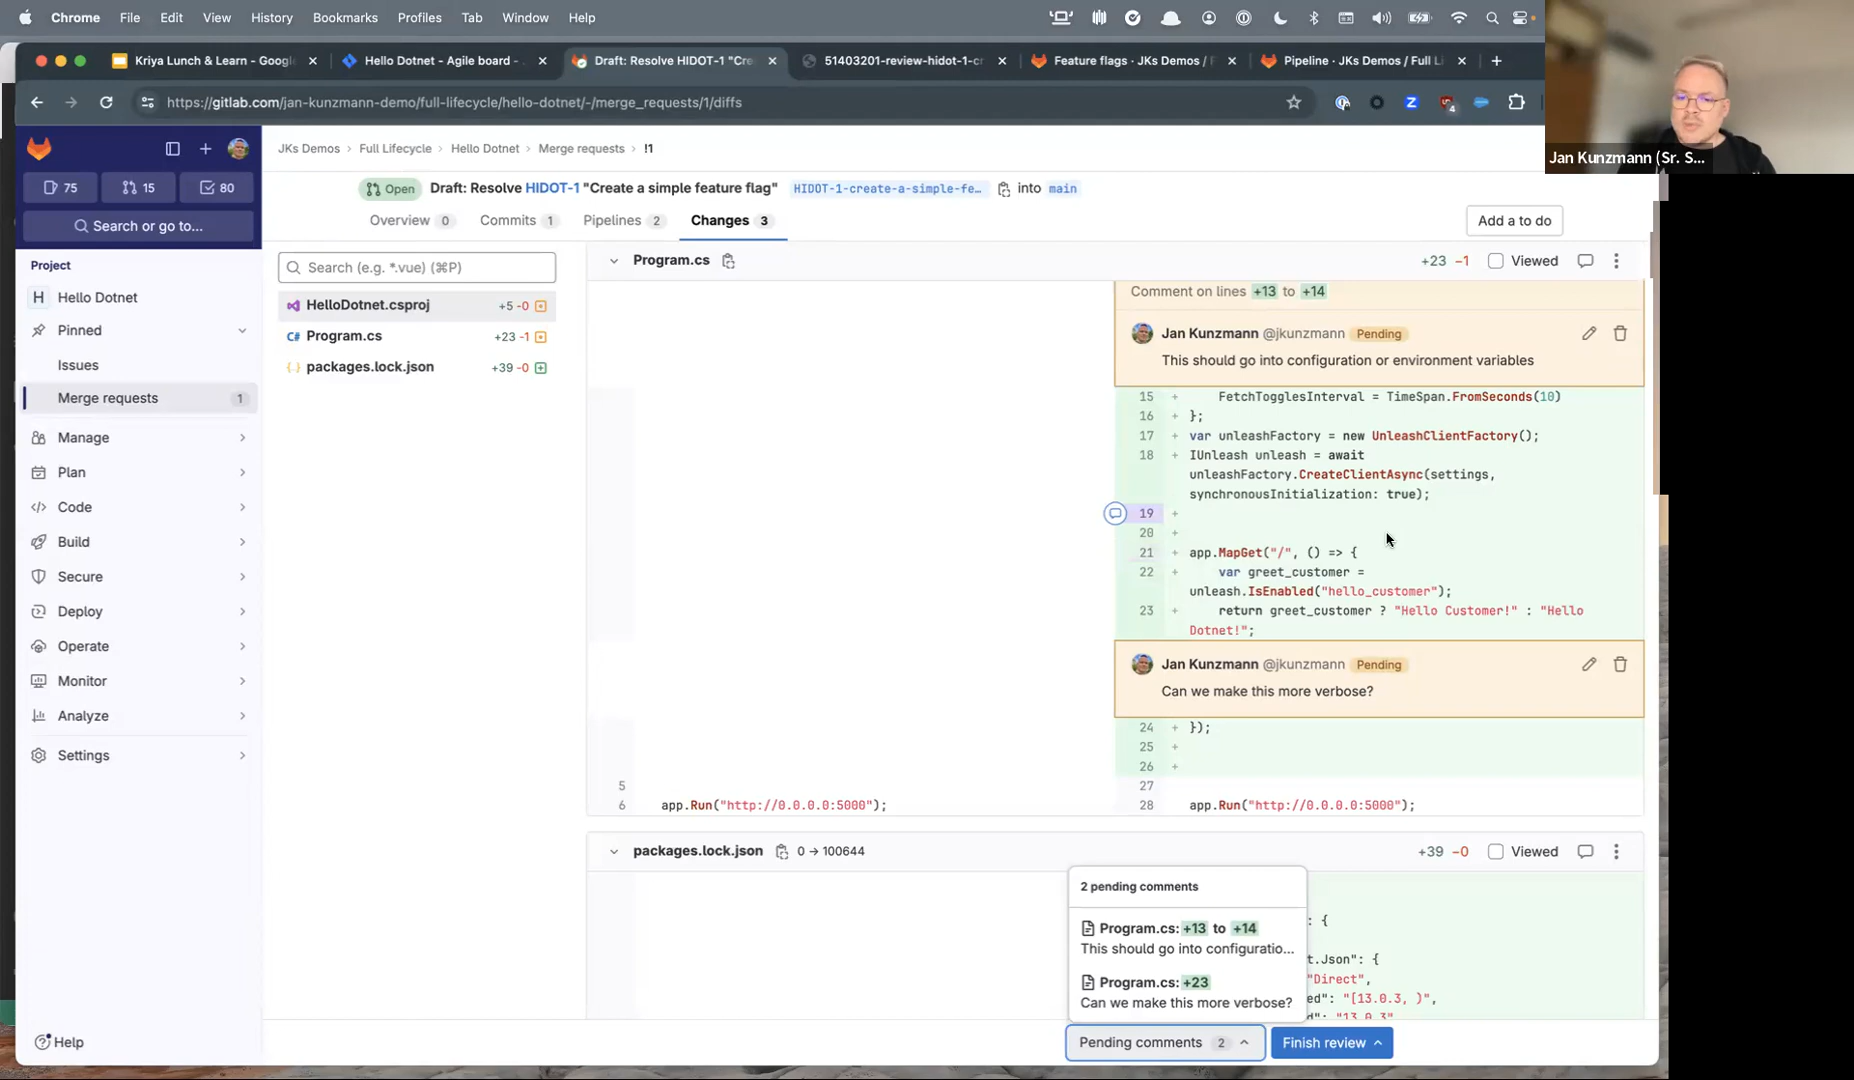 Chrome File Edit View History Bookmarks Profiles Tab Window Help
Kriya Lunch & Learn - Googl
Hello Dotnet - Agile board -
Draft: Resolve HIDOT-1 "Cre
51403201-review-hidot-1-cr
Feature flags · JKs Demos / F
Pipeline · JKs Demos / Full Li
https://gitlab.com/jan-kunzmann-demo/full-lifecycle/hello-dotnet/-/merge_requests/1/diffs
4
Jan Kunzmann (Sr. S...
75 15 80
Search or go to...
Project
H Hello Dotnet
Pinned
Issues
Merge requests 1
Manage
Plan
Code
Build
Secure
Deploy
Operate
Monitor
Analyze
Settings
Help
JKs Demos Full Lifecycle Hello Dotnet Merge requests !1
Open Draft: Resolve HIDOT-1 "Create a simple feature flag" HIDOT-1-create-a-simple-fe… into main
Overview 0 Commits 1 Pipelines 2 Changes 3
Add a to do
Search (e.g. *.vue) (⌘P)
HelloDotnet.csproj +5 -0
C# Program.cs +23 -1
{} packages.lock.json +39 -0
Program.cs +23 −1 Viewed
Comment on lines +13 to +14
Jan Kunzmann @jkunzmann Pending
This should go into configuration or environment variables
15 + FetchTogglesInterval = TimeSpan.FromSeconds(10)
16 + };
17 + var unleashFactory = new UnleashClientFactory();
18 + IUnleash unleash = await
unleashFactory.CreateClientAsync(settings,
synchronousInitialization: true);
19 +
20 +
21 + app.MapGet("/", () => {
22 + var greet_customer =
unleash.IsEnabled("hello_customer");
23 + return greet_customer ? "Hello Customer!" : "Hello
Dotnet!";
Jan Kunzmann @jkunzmann Pending
Can we make this more verbose?
24 + });
25 +
26 +
5 27
6 app.Run("http://0.0.0.0:5000"); 28 app.Run("http://0.0.0.0:5000");
packages.lock.json 0 → 100644 +39 −0 Viewed
2 pending comments
Program.cs: +13 to +14
This should go into configuratio...
Program.cs: +23
Can we make this more verbose?
: {
t.Json": {
"Direct",
ed": "[13.0.3, )",
Pending comments 2
Finish review